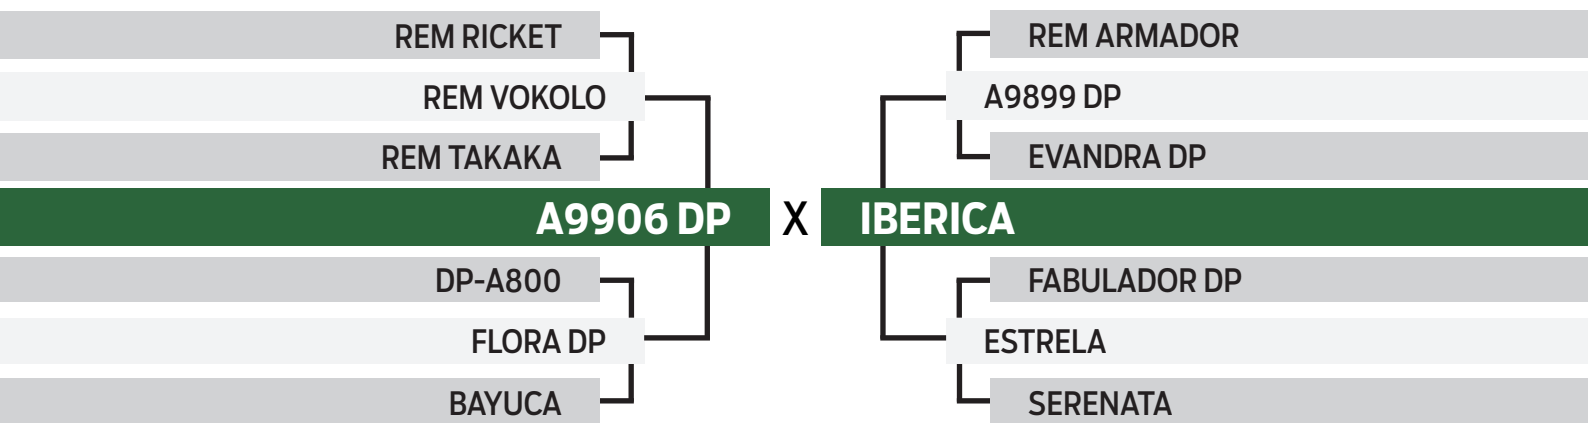 REM RICKET
REM VOKOLO
REM TAKAKA
A9906 DP X IBERICA
DP-A800
FLORA DP
BAYUCA
REM ARMADOR
A9899 DP
EVANDRA DP
FABULADOR DP
ESTRELA
SERENATA